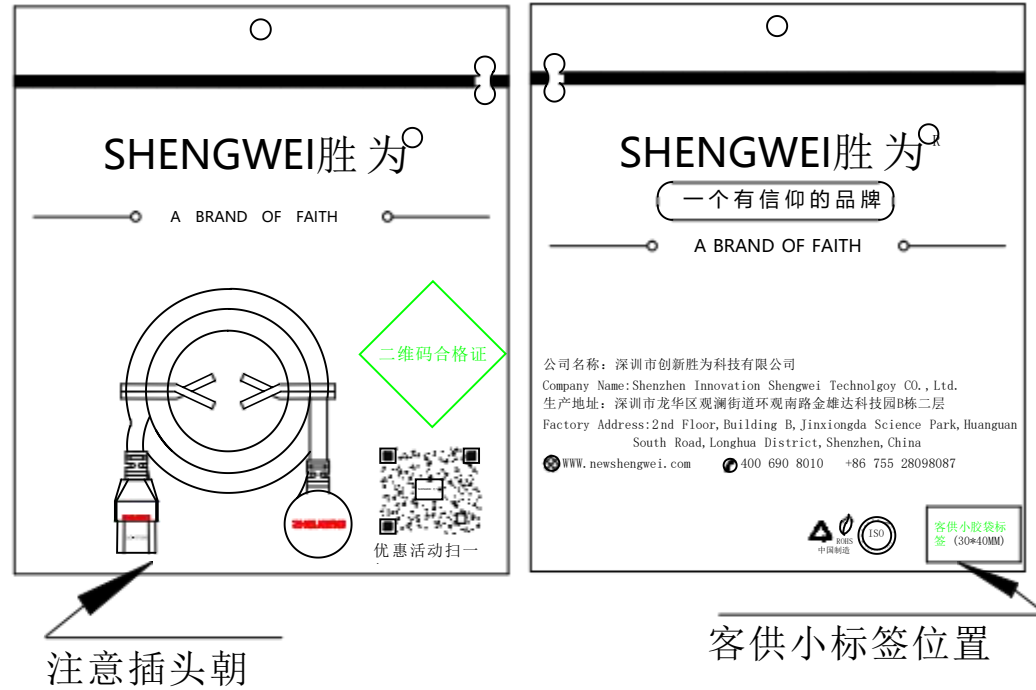 SHENGWEI胜为
A BRAND OF FAITH
二维码合格证
优惠活动扫一
注意插头朝
SHENGWEI胜为R
一个有信仰的品牌
A BRAND OF FAITH
公司名称：深圳市创新胜为科技有限公司
Company Name:Shenzhen Innovation Shengwei Technolgoy CO.,Ltd.
生产地址：深圳市龙华区观澜街道环观南路金雄达科技园B栋二层
Factory Address:2nd Floor,Building B,Jinxiongda Science Park,Huanguan
South Road,Longhua District,Shenzhen,China
WWW.newshengwei.com 400 690 8010 +86 755 28098087
ROHS
中国制造
ISO
客供小胶袋标
签 (30*40MM)
客供小标签位置